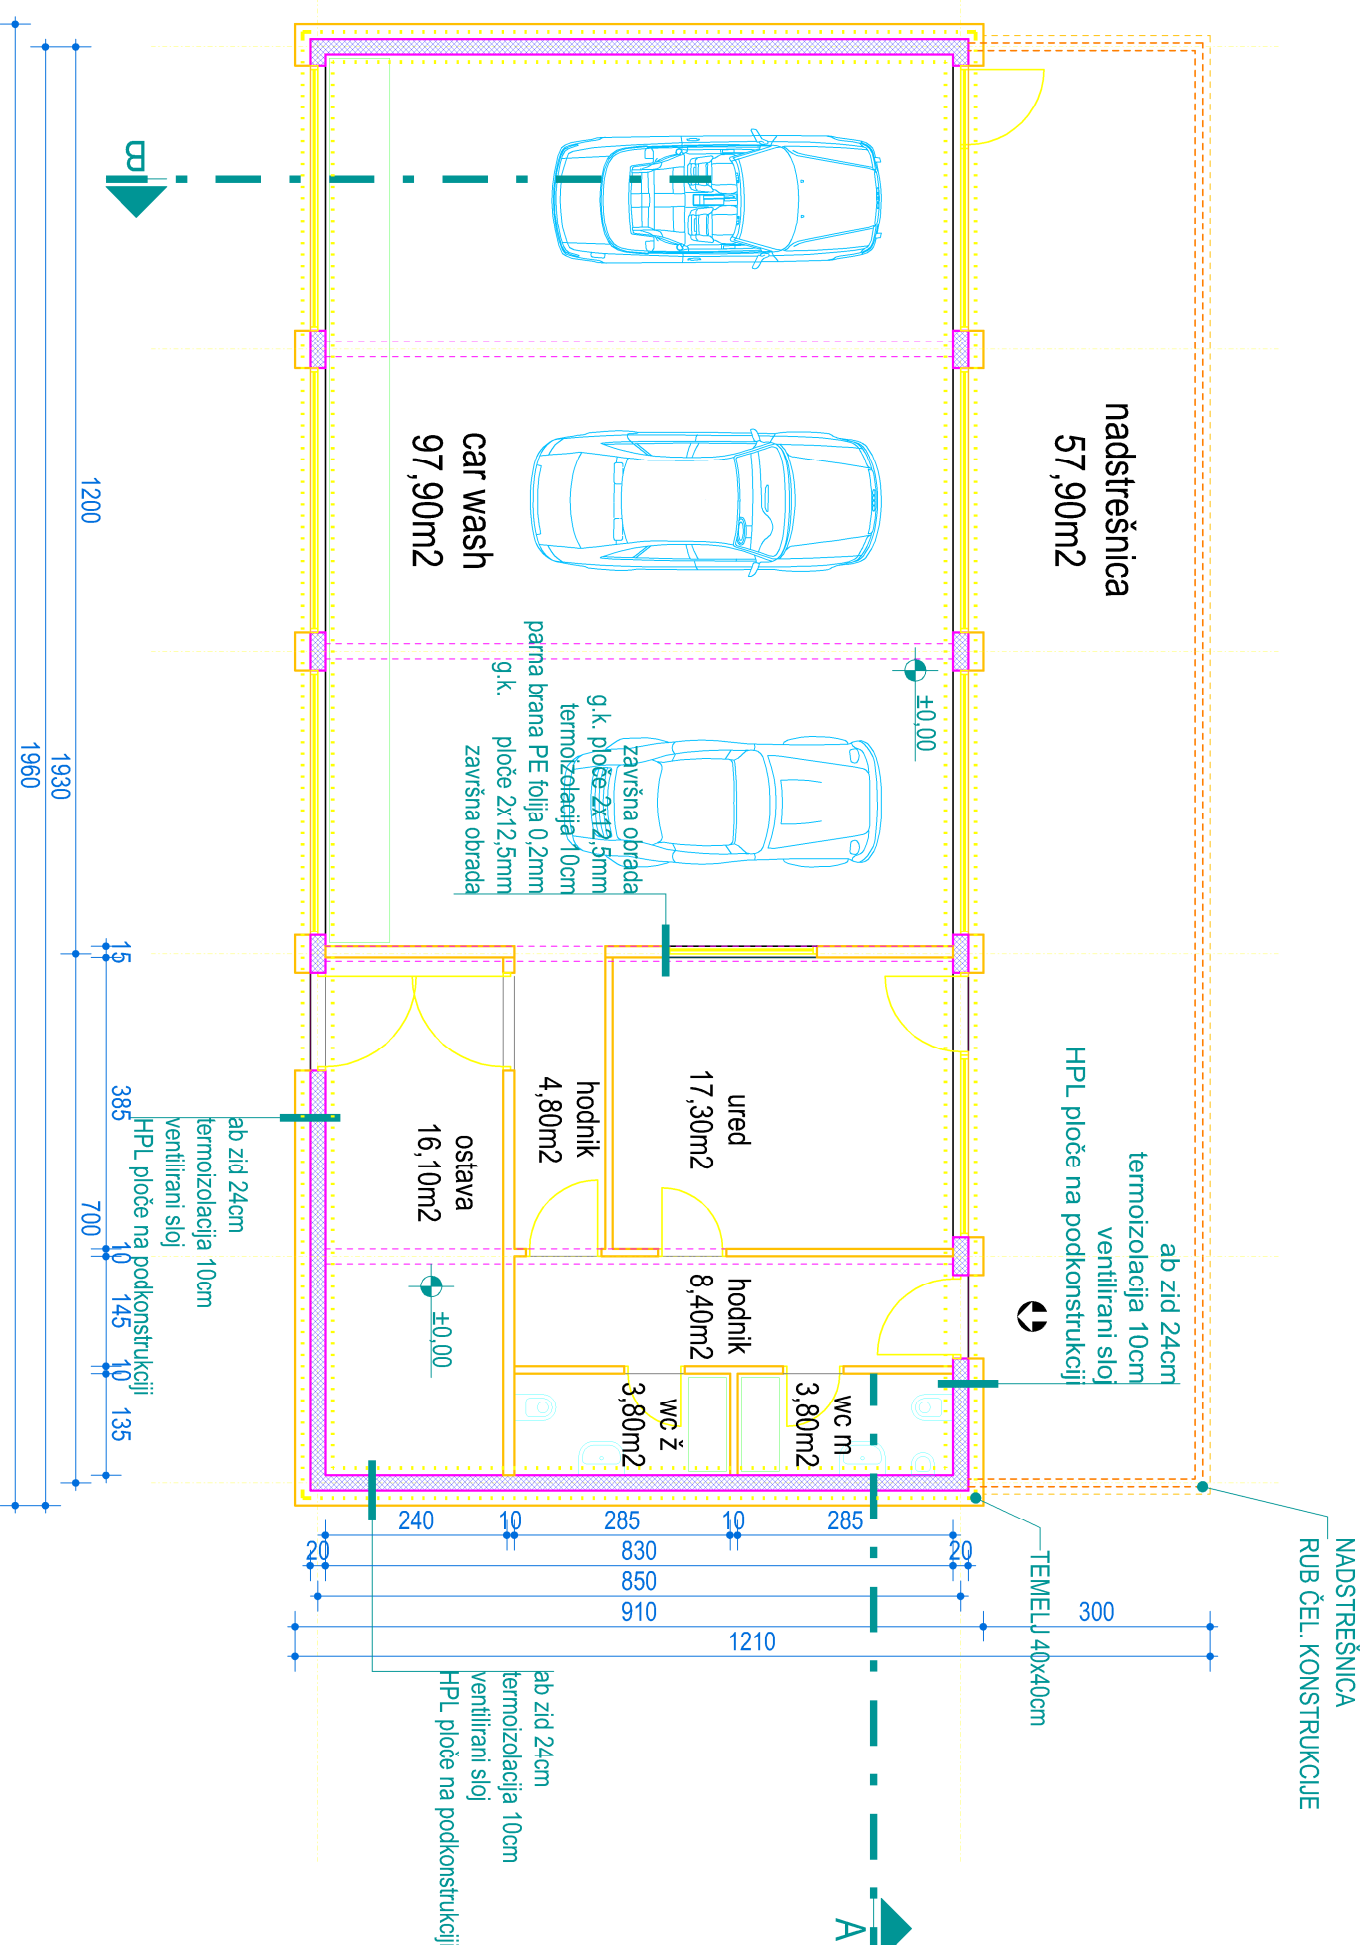 nadstrešnica
57,90m2
car wash
97,90m2
B
±0,00
završna obrada
g.k. ploče 2x12,5mm
termoizolacija 10cm
parna brana PE folija 0,2mm
g.k. ploče 2x12,5mm
završna obrada
ured
17,30m2
hodnik
4,80m2
ostava
16,10m2
hodnik
8,40m2
wc m
3,80m2
wc ž
3,80m2
±0,00
ab zid 24cm
termoizolacija 10cm
ventilirani sloj
HPL ploče na podkonstrukciji
ab zid 24cm
termoizolacija 10cm
ventilirani sloj
HPL ploče na podkonstrukciji
ab zid 24cm
termoizolacija 10cm
ventilirani sloj
HPL ploče na podkonstrukciji
NADSTREŠNICA
RUB ČEL. KONSTRUKCIJE
TEMELJ 40x40cm
A
15
385
10
145
10
135
1200
700
1930
1960
240
10
285
10
285
20
830
20
850
910
300
1210